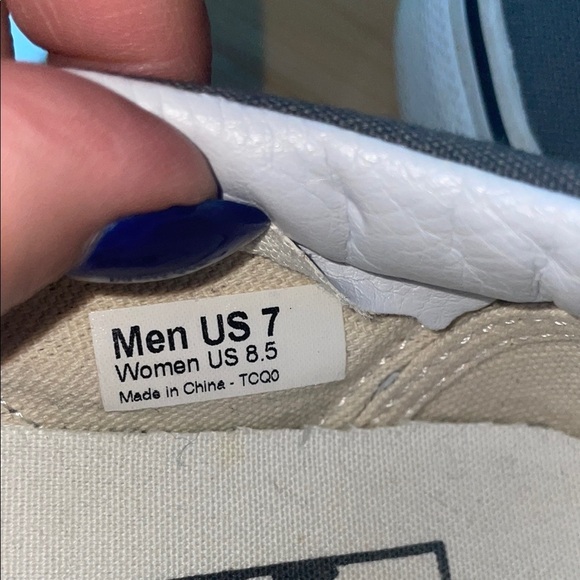 Men US 7
Women US 8.5
Made in China - TCQ0